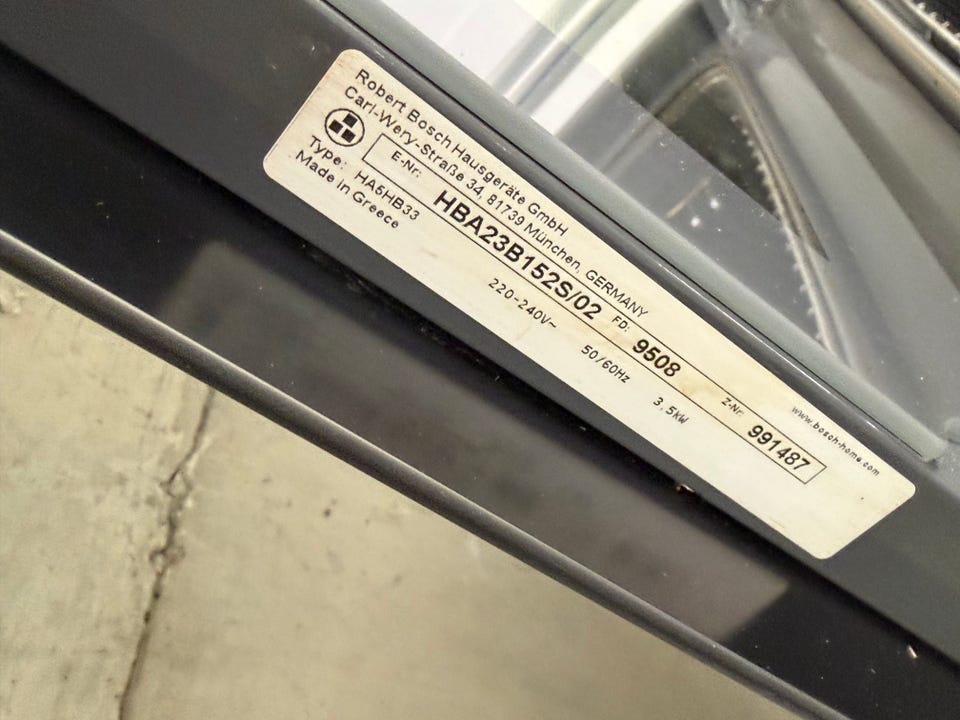 Robert Bosch Hausgeräte GmbH
Carl-Wery-Straße 34, 81739 München, GERMANY
www.bosch-home.com
E-Nr: HBA23B152S/02 FD: 9508 Z-Nr: 991487
Type: HA6HB33 220-240V~ 50/60Hz 3,5kW
Made in Greece